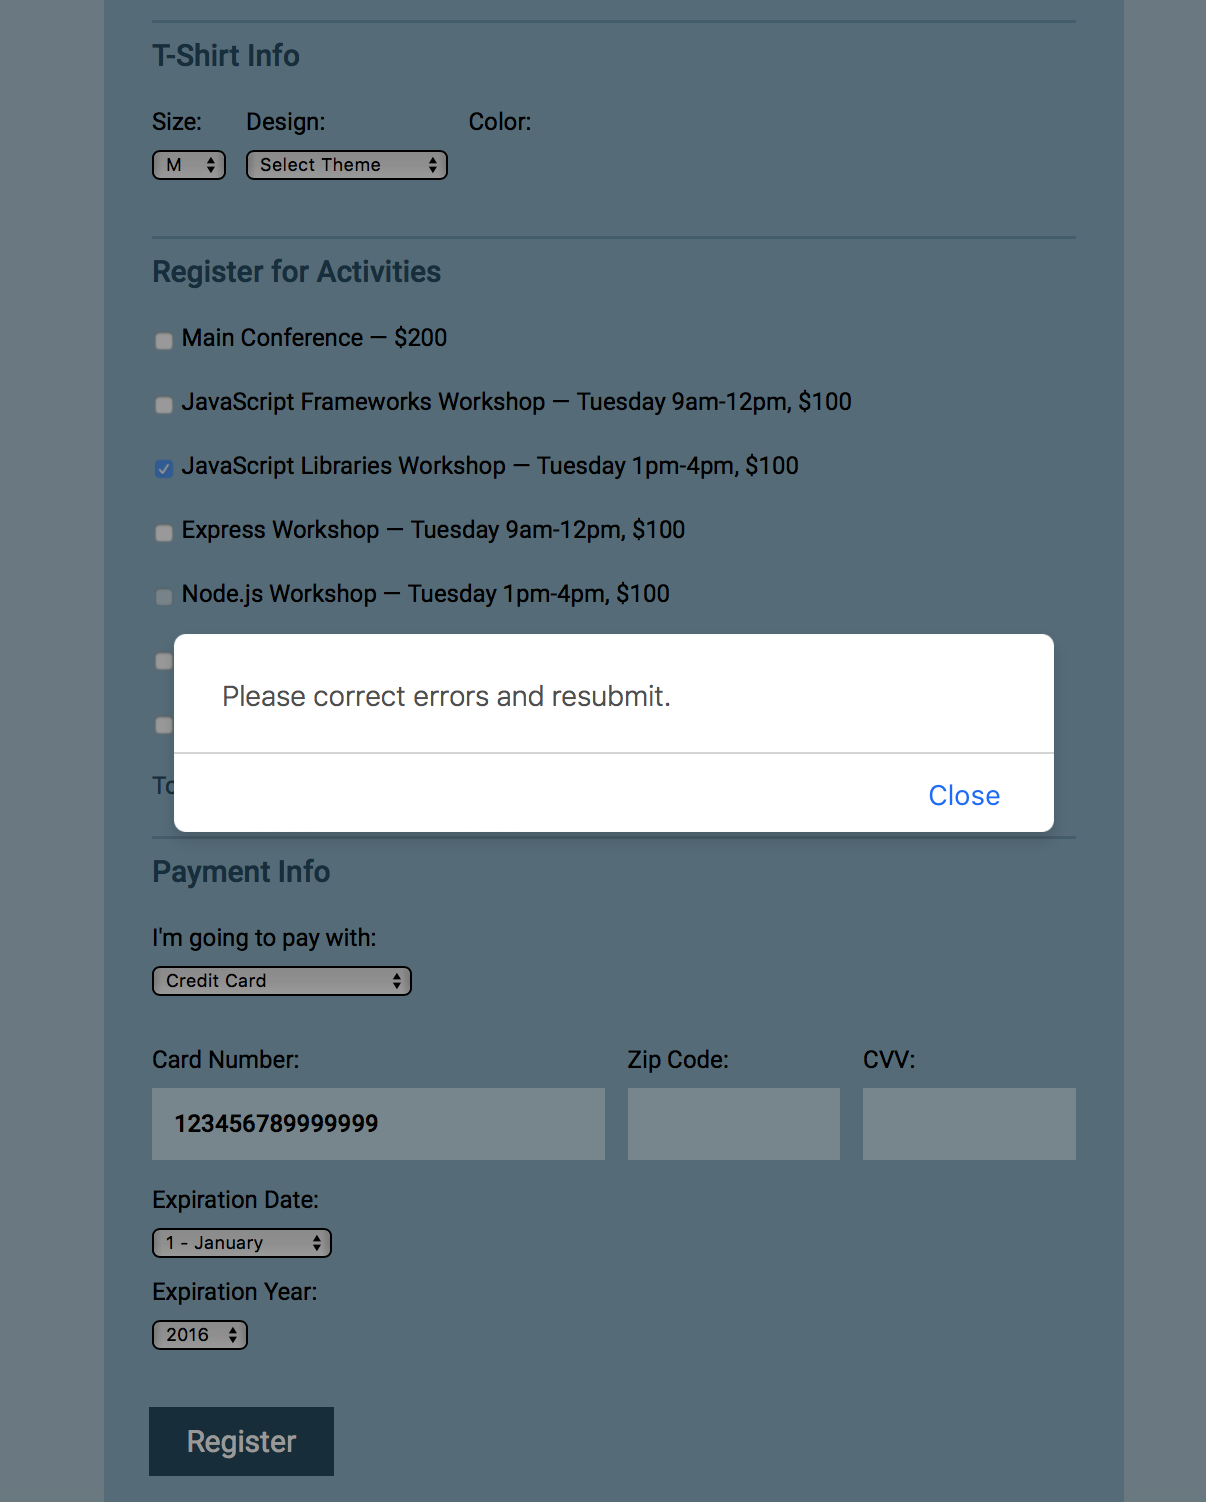 T-Shirt Info
Size: Design: Color:
M Select Theme
Register for Activities
Main Conference — $200
JavaScript Frameworks Workshop — Tuesday 9am-12pm, $100
JavaScript Libraries Workshop — Tuesday 1pm-4pm, $100
Express Workshop — Tuesday 9am-12pm, $100
Node.js Workshop — Tuesday 1pm-4pm, $100
Please correct errors and resubmit.
Close
Payment Info
I'm going to pay with:
Credit Card
Card Number: Zip Code: CVV:
123456789999999
Expiration Date:
1 - January
Expiration Year:
2016
Register